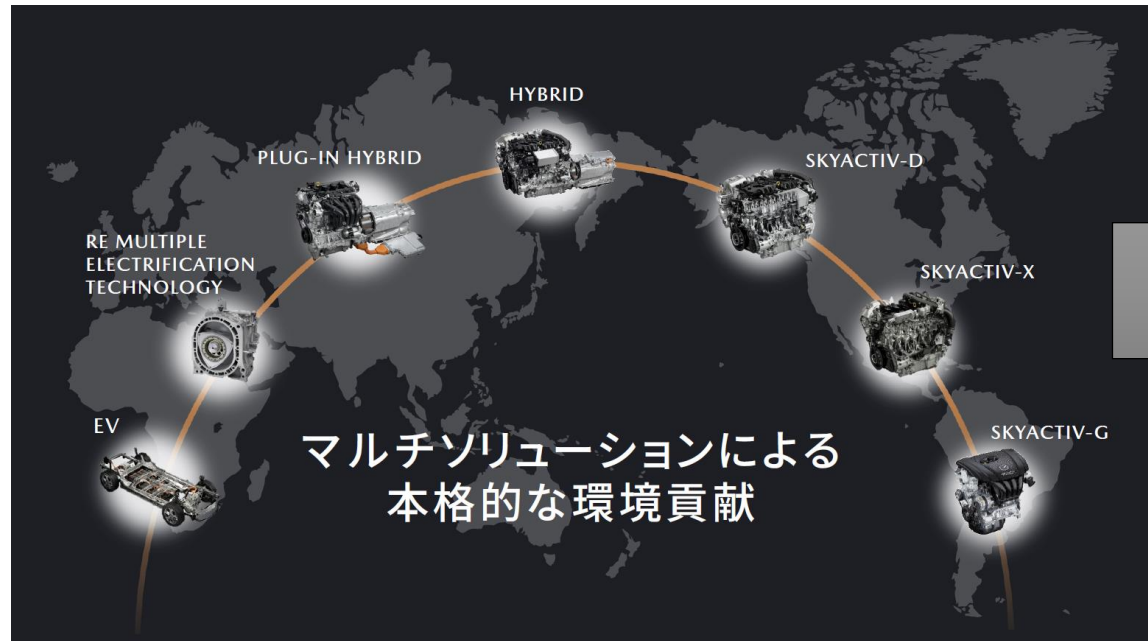 HYBRID
PLUG-IN HYBRID
SKYACTIV-D
RE MULTIPLE
ELECTRIFICATION
TECHNOLOGY
SKYACTIV-X
EV
SKYACTIV-G
マルチソリューションによる
本格的な環境貢献